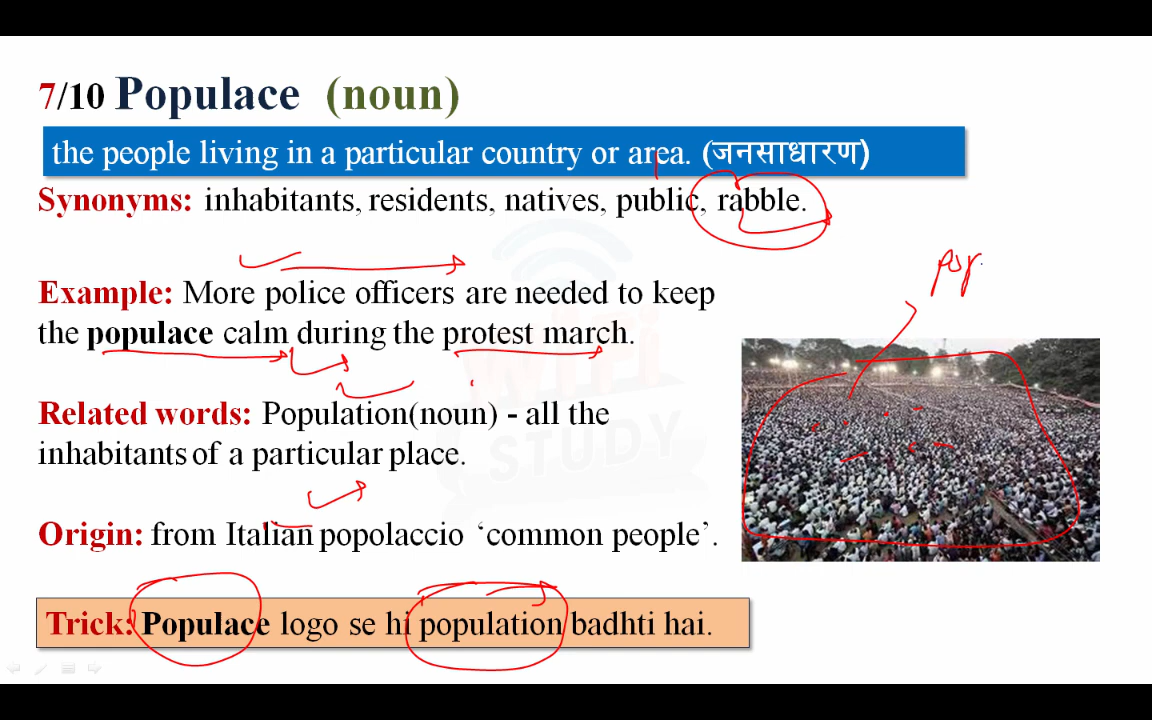 7/10 Populace (noun)
the people living in a particular country or area. (जनसाधारण)
Synonyms: inhabitants, residents, natives, public, rabble.
Example: More police officers are needed to keep
the populace calm during the protest march.
Related words: Population(noun) - all the
inhabitants of a particular place.
Origin: from Italian popolaccio ‘common people’.
Trick: Populace logo se hi population badhti hai.
pop
WiFi
STUDY